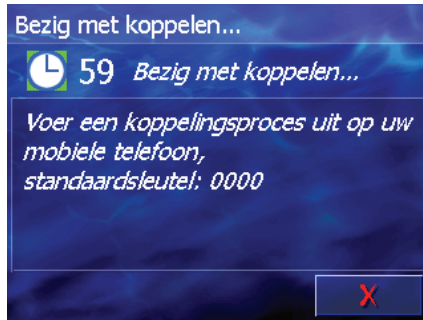 Bezig met koppelen...
59 Bezig met koppelen...
Voer een koppelingsproces uit op uw
mobiele telefoon,
standaardsleutel: 0000
X